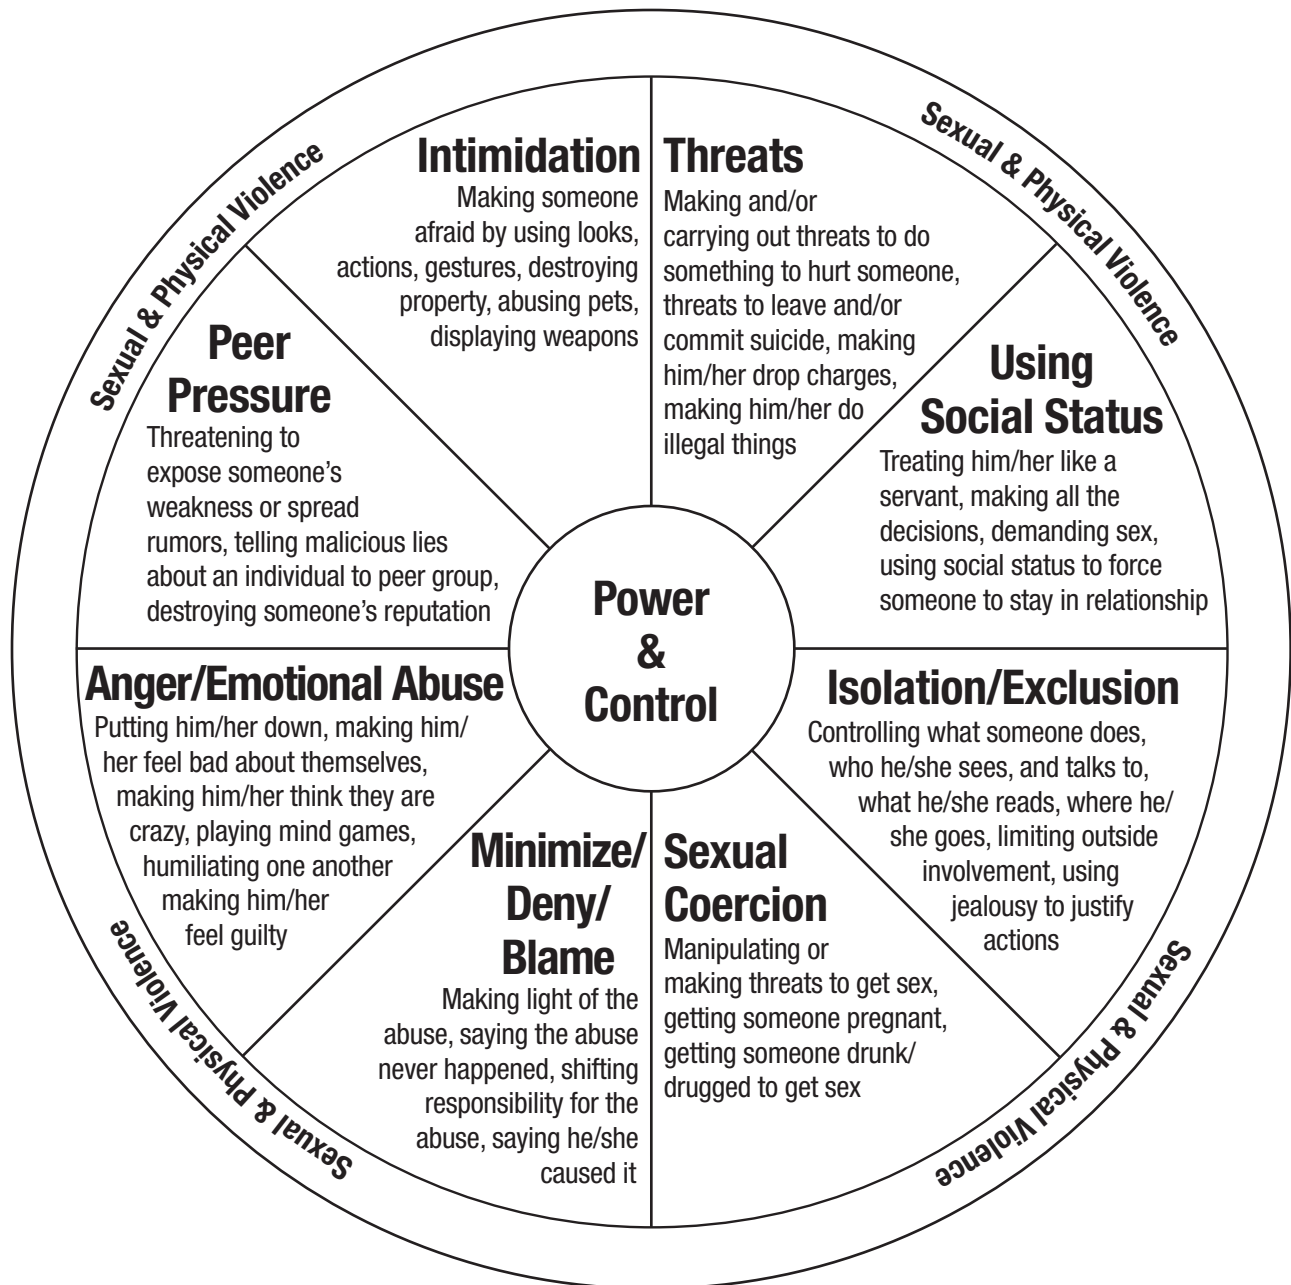 Sexual & Physical Violence
Sexual & Physical Violence
Intimidation
Making someone
afraid by using looks,
actions, gestures, destroying
property, abusing pets,
displaying weapons
Threats
Making and/or
carrying out threats to do
something to hurt someone,
threats to leave and/or
commit suicide, making
him/her drop charges,
making him/her do
illegal things
Peer
Pressure
Threatening to
expose someone’s
weakness or spread
rumors, telling malicious lies
about an individual to peer group,
destroying someone’s reputation
Using
Social Status
Treating him/her like a
servant, making all the
decisions, demanding sex,
using social status to force
someone to stay in relationship
Power
&
Control
Anger/Emotional Abuse
Putting him/her down, making him/
her feel bad about themselves,
making him/her think they are
crazy, playing mind games,
humiliating one another
making him/her
feel guilty
Isolation/Exclusion
Controlling what someone does,
who he/she sees, and talks to,
what he/she reads, where he/
she goes, limiting outside
involvement, using
jealousy to justify
actions
Minimize/
Deny/
Blame
Making light of the
abuse, saying the abuse
never happened, shifting
responsibility for the
abuse, saying he/she
caused it
Sexual
Coercion
Manipulating or
making threats to get sex,
getting someone pregnant,
getting someone drunk/
drugged to get sex
Sexual & Physical Violence
Sexual & Physical Violence